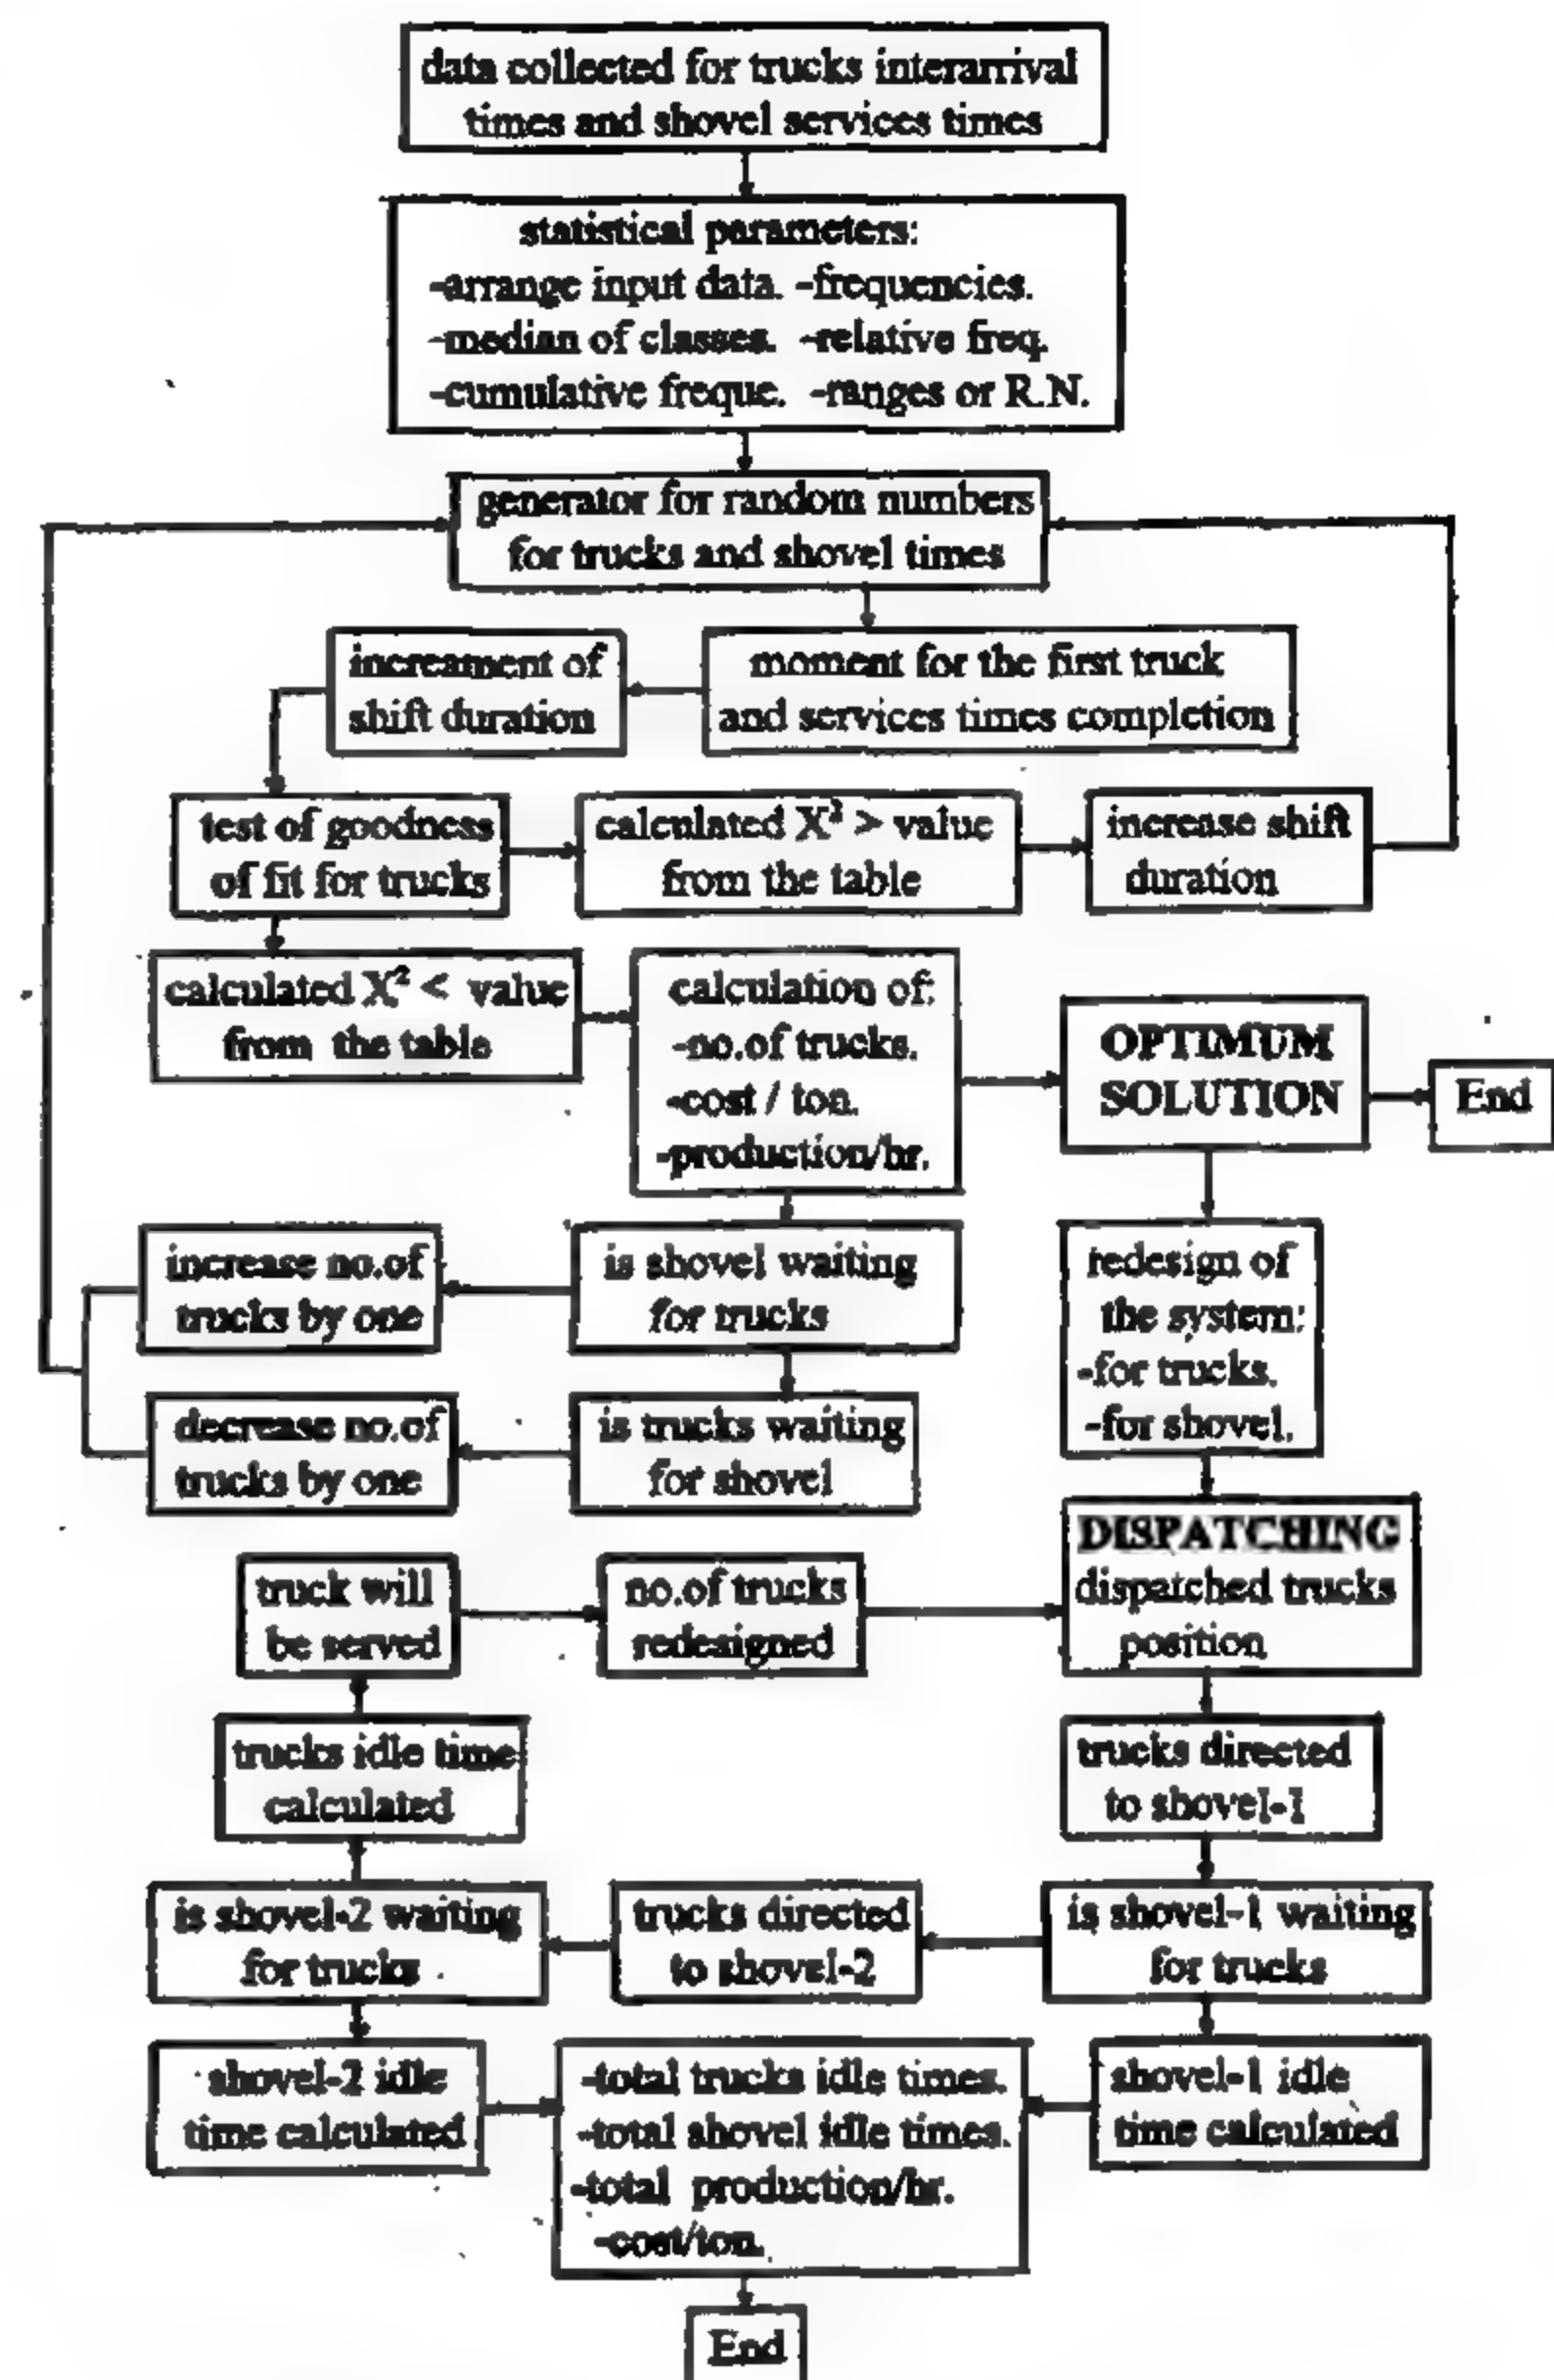 data collected for trucks interarrival
times and shovel services times
statistical parameters:
-arrange input data. -frequencies.
-median of classes. -relative freq.
-cumulative freque. -ranges or R.N.
generator for random numbers
for trucks and shovel times
increament of
shift duration
moment for the first truck
and services times completion
test of goodness
of fit for trucks
calculated X² > value
from the table
increase shift
duration
calculated X² < value
from the table
calculation of:
-no.of trucks.
-cost / ton.
-production/hr.
OPTIMUM
SOLUTION
End
increase no.of
trucks by one
is shovel waiting
for trucks
redesign of
the system:
-for trucks.
-for shovel.
decrease no.of
trucks by one
is trucks waiting
for shovel
truck will
be served
no.of trucks
redesigned
DISPATCHING
dispatched trucks
position
trucks idle time
calculated
trucks directed
to shovel-1
is shovel-2 waiting
for trucks
trucks directed
to shovel-2
is shovel-1 waiting
for trucks
shovel-2 idle
time calculated
-total trucks idle times.
-total shovel idle times.
-total production/hr.
-cost/ton.
shovel-1 idle
time calculated
End